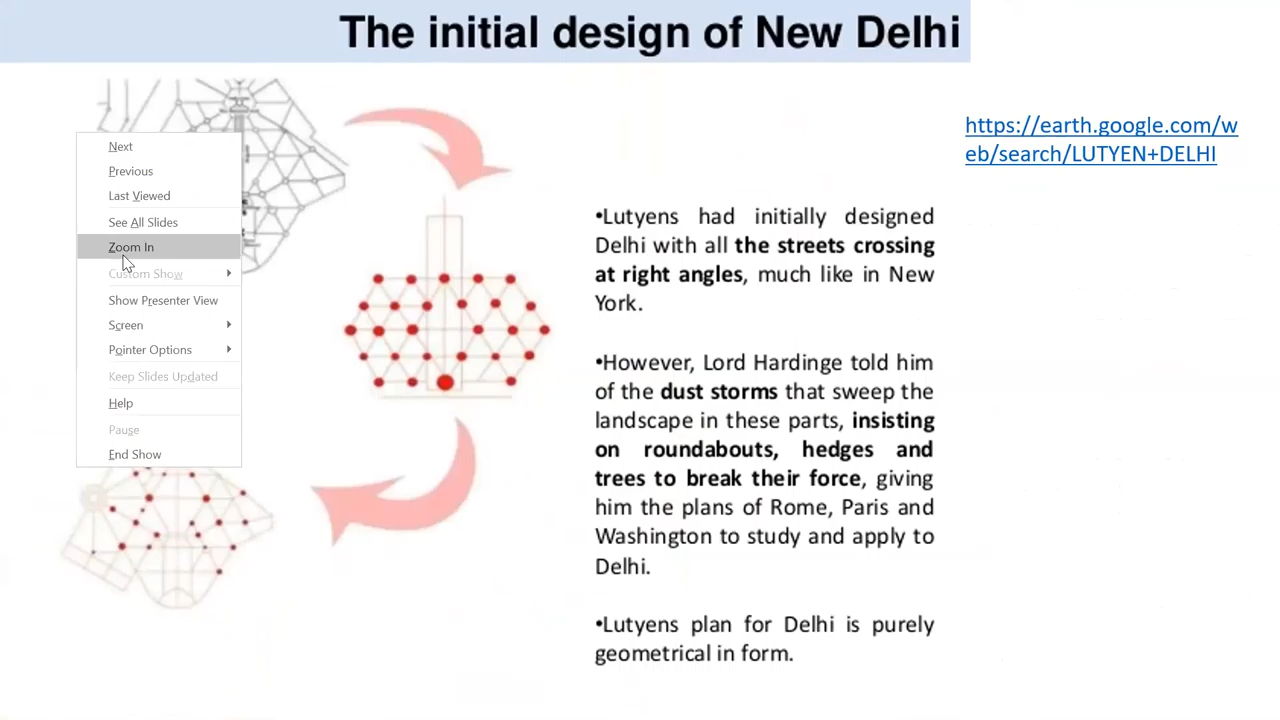 The initial design of New Delhi
https://earth.google.com/w
eb/search/LUTYEN+DELHI
Next
Previous
Last Viewed
See All Slides
Zoom In
Custom Show
Show Presenter View
Screen
Pointer Options
Keep Slides Updated
Help
Pause
End Show
•Lutyens had initially designed
Delhi with all the streets crossing
at right angles, much like in New
York.
•However, Lord Hardinge told him
of the dust storms that sweep the
landscape in these parts, insisting
on roundabouts, hedges and
trees to break their force, giving
him the plans of Rome, Paris and
Washington to study and apply to
Delhi.
•Lutyens plan for Delhi is purely
geometrical in form.